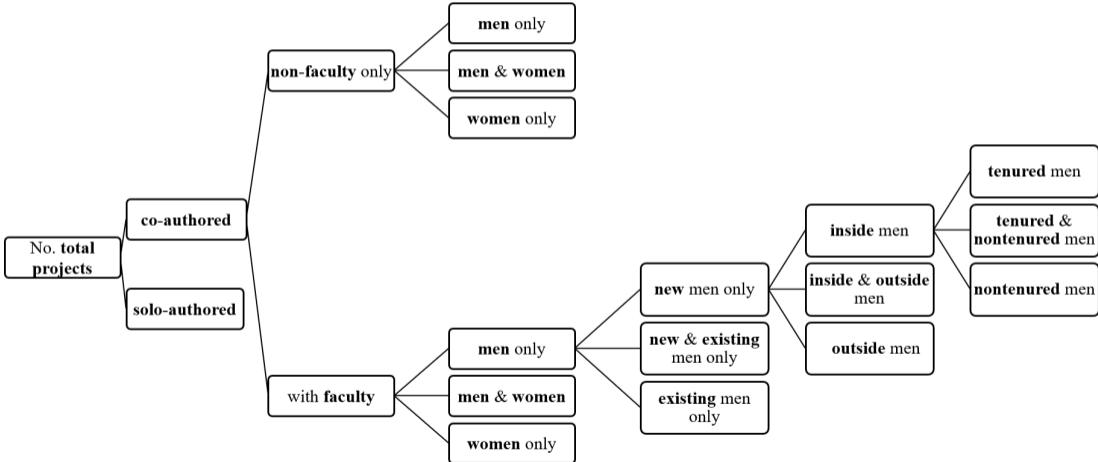 men only
non-faculty only
men & women
women only
tenured men
co-authored
inside men
tenured &
nontenured men
No. total
projects
new men only
inside & outside
men
nontenured men
solo-authored
men only
new & existing
men only
outside men
with faculty
men & women
existing men
only
women only